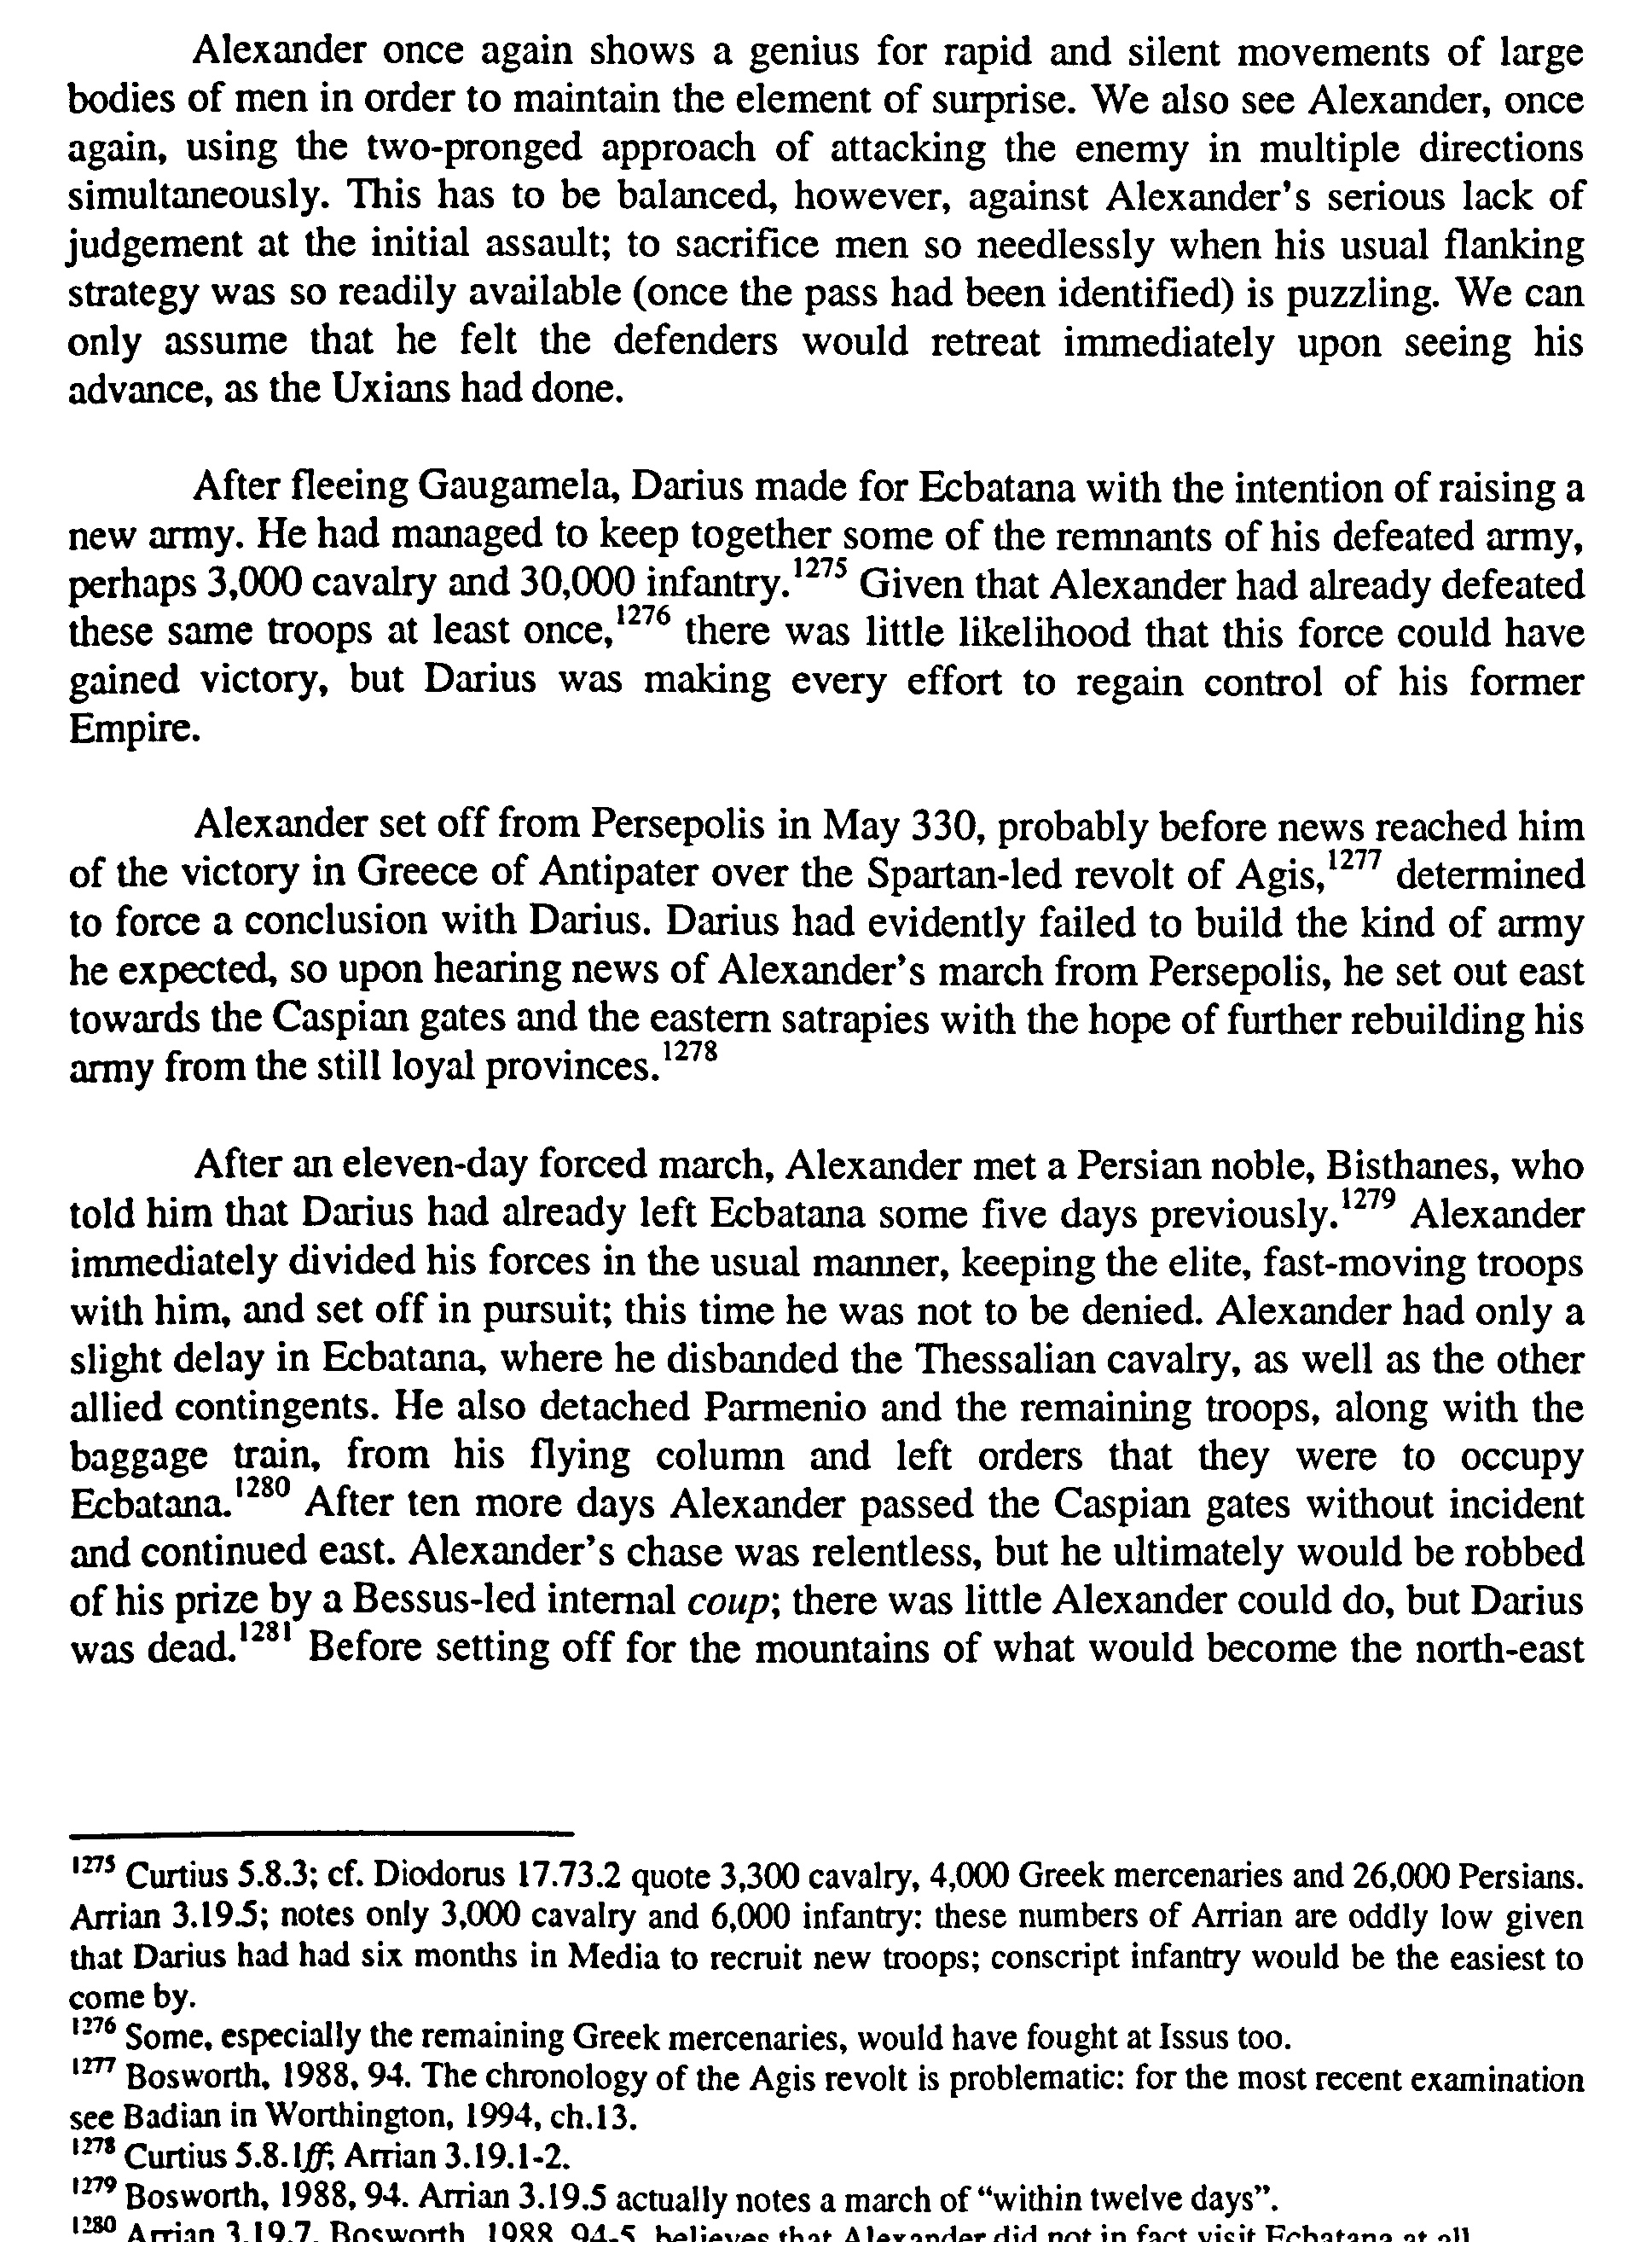 Alexander once again shows a genius for rapid and silent movements of large
bodies of men in order to maintain the element of surprise. We also see Alexander, once
again, using the two-pronged approach of attacking the enemy in multiple directions
simultaneously. This has to be balanced, however, against Alexander's serious lack of
judgement at the initial assault; to sacrifice men so needlessly when his usual flanking
strategy was so readily available (once the pass had been identified) is puzzling. We can
only assume that he felt the defenders would retreat immediately upon seeing his
advance, as the Uxians had done.
After fleeing Gaugamela, Darius made for Ecbatana with the intention of raising a
new army. He had managed to keep together some of the remnants of his defeated army,
perhaps 3,000 cavalry and 30,000 infantry.1275 Given that Alexander had already defeated
these same troops at least once,1276 there was little likelihood that this force could have
gained victory, but Darius was making every effort to regain control of his former
Empire.
Alexander set off from Persepolis in May 330, probably before news reached him
of the victory in Greece of Antipater over the Spartan-led revolt of Agis,1277 determined
to force a conclusion with Darius. Darius had evidently failed to build the kind of army
he expected, so upon hearing news of Alexander's march from Persepolis, he set out east
towards the Caspian gates and the eastern satrapies with the hope of further rebuilding his
army from the still loyal provinces.1278
After an eleven-day forced march, Alexander met a Persian noble, Bisthanes, who
told him that Darius had already left Ecbatana some five days previously.1279 Alexander
immediately divided his forces in the usual manner, keeping the elite, fast-moving troops
with him, and set off in pursuit; this time he was not to be denied. Alexander had only a
slight delay in Ecbatana, where he disbanded the Thessalian cavalry, as well as the other
allied contingents. He also detached Parmenio and the remaining troops, along with the
baggage train, from his flying column and left orders that they were to occupy
Ecbatana.1280 After ten more days Alexander passed the Caspian gates without incident
and continued east. Alexander's chase was relentless, but he ultimately would be robbed
of his prize by a Bessus-led internal coup; there was little Alexander could do, but Darius
was dead.1281 Before setting off for the mountains of what would become the north-east
1275 Curtius 5.8.3; cf. Diodorus 17.73.2 quote 3,300 cavalry, 4,000 Greek mercenaries and 26,000 Persians.
Arrian 3.19.5; notes only 3,000 cavalry and 6,000 infantry: these numbers of Arrian are oddly low given
that Darius had had six months in Media to recruit new troops; conscript infantry would be the easiest to
come by.
1276 Some, especially the remaining Greek mercenaries, would have fought at Issus too.
1277 Bosworth, 1988, 94. The chronology of the Agis revolt is problematic: for the most recent examination
see Badian in Worthington, 1994, ch.13.
1278 Curtius 5.8.1ff; Arrian 3.19.1-2.
1279 Bosworth, 1988, 94. Arrian 3.19.5 actually notes a march of "within twelve days".
1280 Arrian 3.19.7. Bosworth, 1988, 94-5, believes that Alexander did not in fact visit Ecbatana at all.